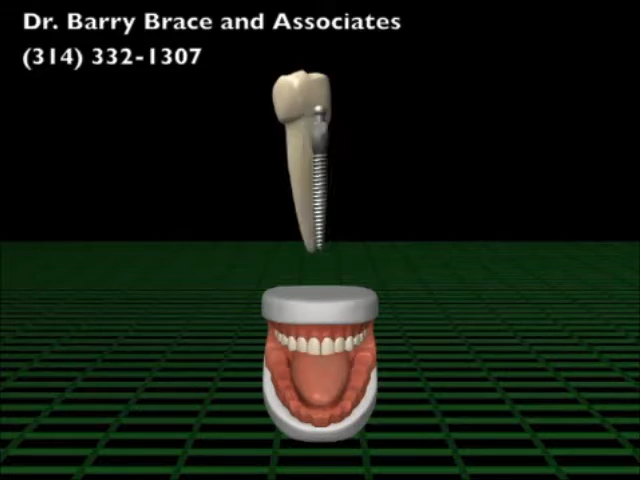 Dr. Barry Brace and Associates
(314) 332-1307